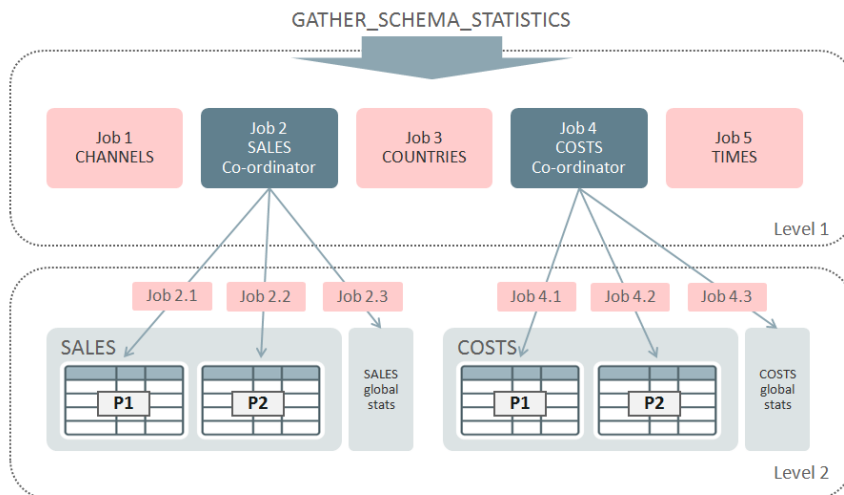 GATHER_SCHEMA_STATISTICS
Job 1
CHANNELS
Job 2
SALES
Co-ordinator
Job 3
COUNTRIES
Job 4
COSTS
Co-ordinator
Job 5
TIMES
Level 1
Job 2.1
Job 2.2
Job 2.3
Job 4.1
Job 4.2
Job 4.3
SALES
P1
P2
SALES
global
stats
COSTS
P1
P2
COSTS
global
stats
Level 2